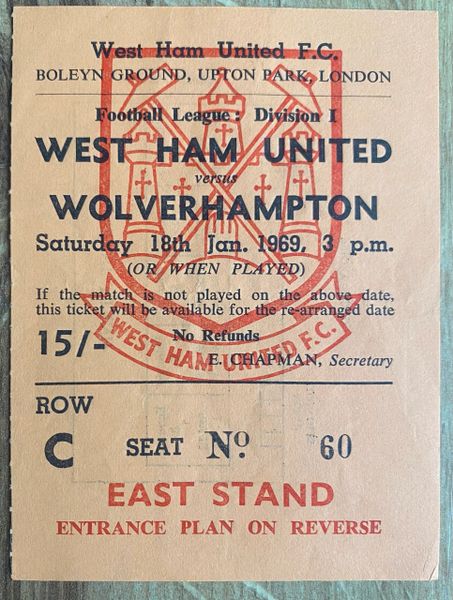 West Ham United F.C.
BOLEYN GROUND, UPTON PARK, LONDON
Football League: Division I
WEST HAM UNITED
versus
WOLVERHAMPTON
Saturday 18th Jan. 1969, 3 p.m.
(OR WHEN PLAYED)
If the match is not played on the above date,
this ticket will be available for the re-arranged date
15/- No Refunds
E. CHAPMAN, Secretary
WEST HAM UNITED F.C.
ROW
C SEAT No. 60
EAST STAND
ENTRANCE PLAN ON REVERSE